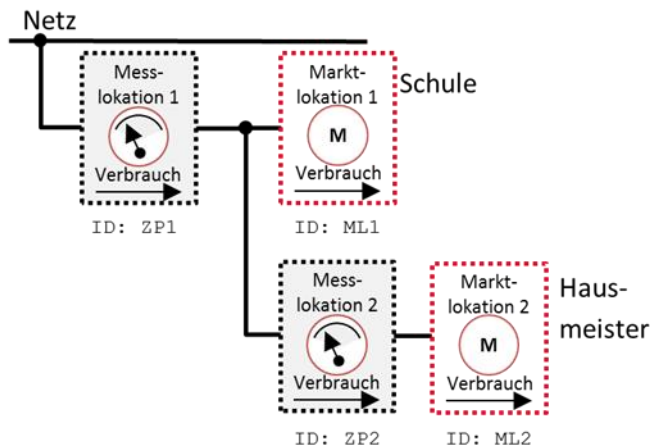 Netz
Mess-
lokation 1
Verbrauch
ID: ZP1
Markt-
lokation 1
M
Verbrauch
ID: ML1
Schule
Mess-
lokation 2
Verbrauch
ID: ZP2
Markt-
lokation 2
M
Verbrauch
ID: ML2
Haus-
meister